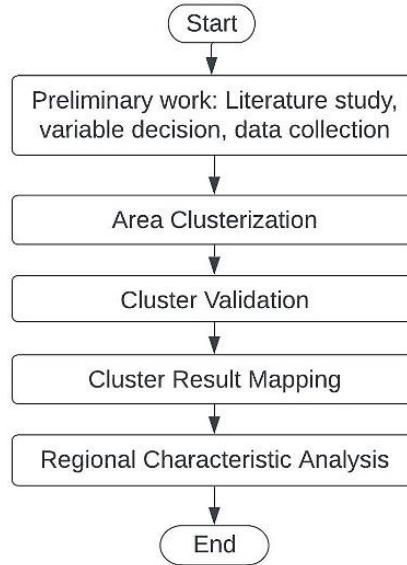 Start
Preliminary work: Literature study,
variable decision, data collection
Area Clusterization
Cluster Validation
Cluster Result Mapping
Regional Characteristic Analysis
End